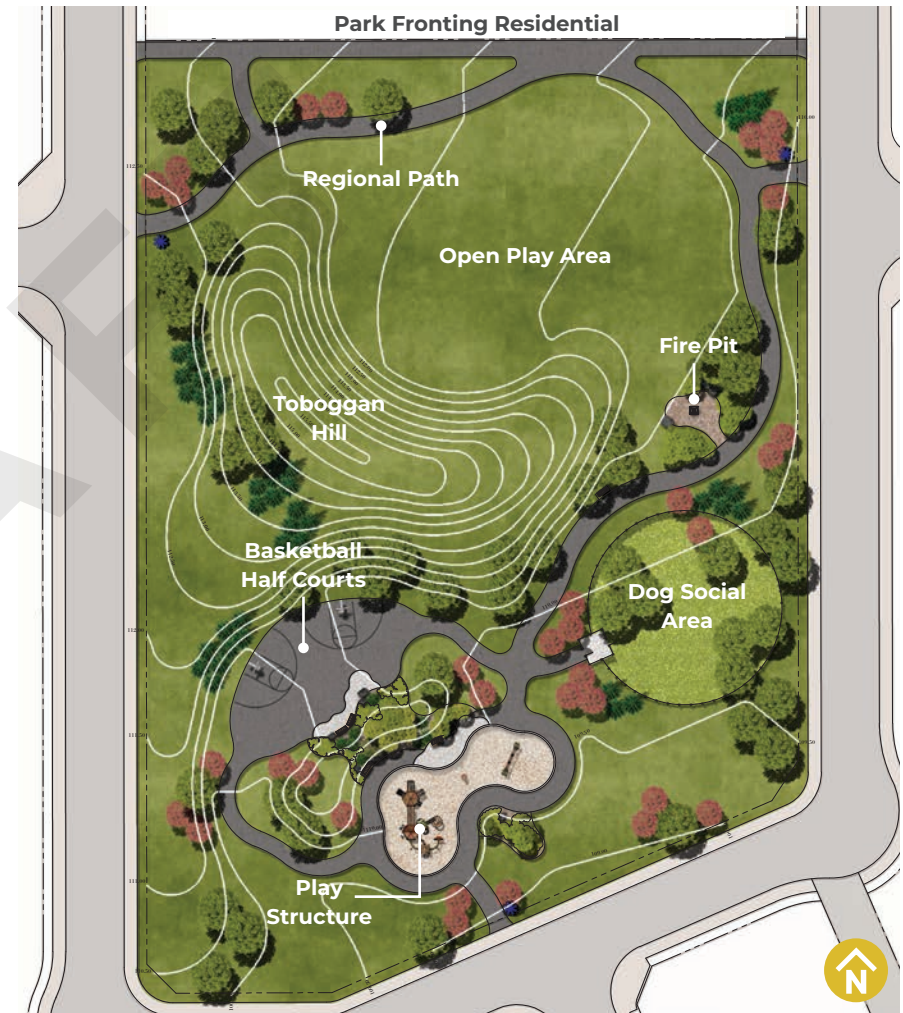 Park Fronting Residential
Regional Path
Open Play Area
Fire Pit
Toboggan
Hill
Basketball
Half Courts
Dog Social
Area
Play
Structure
N